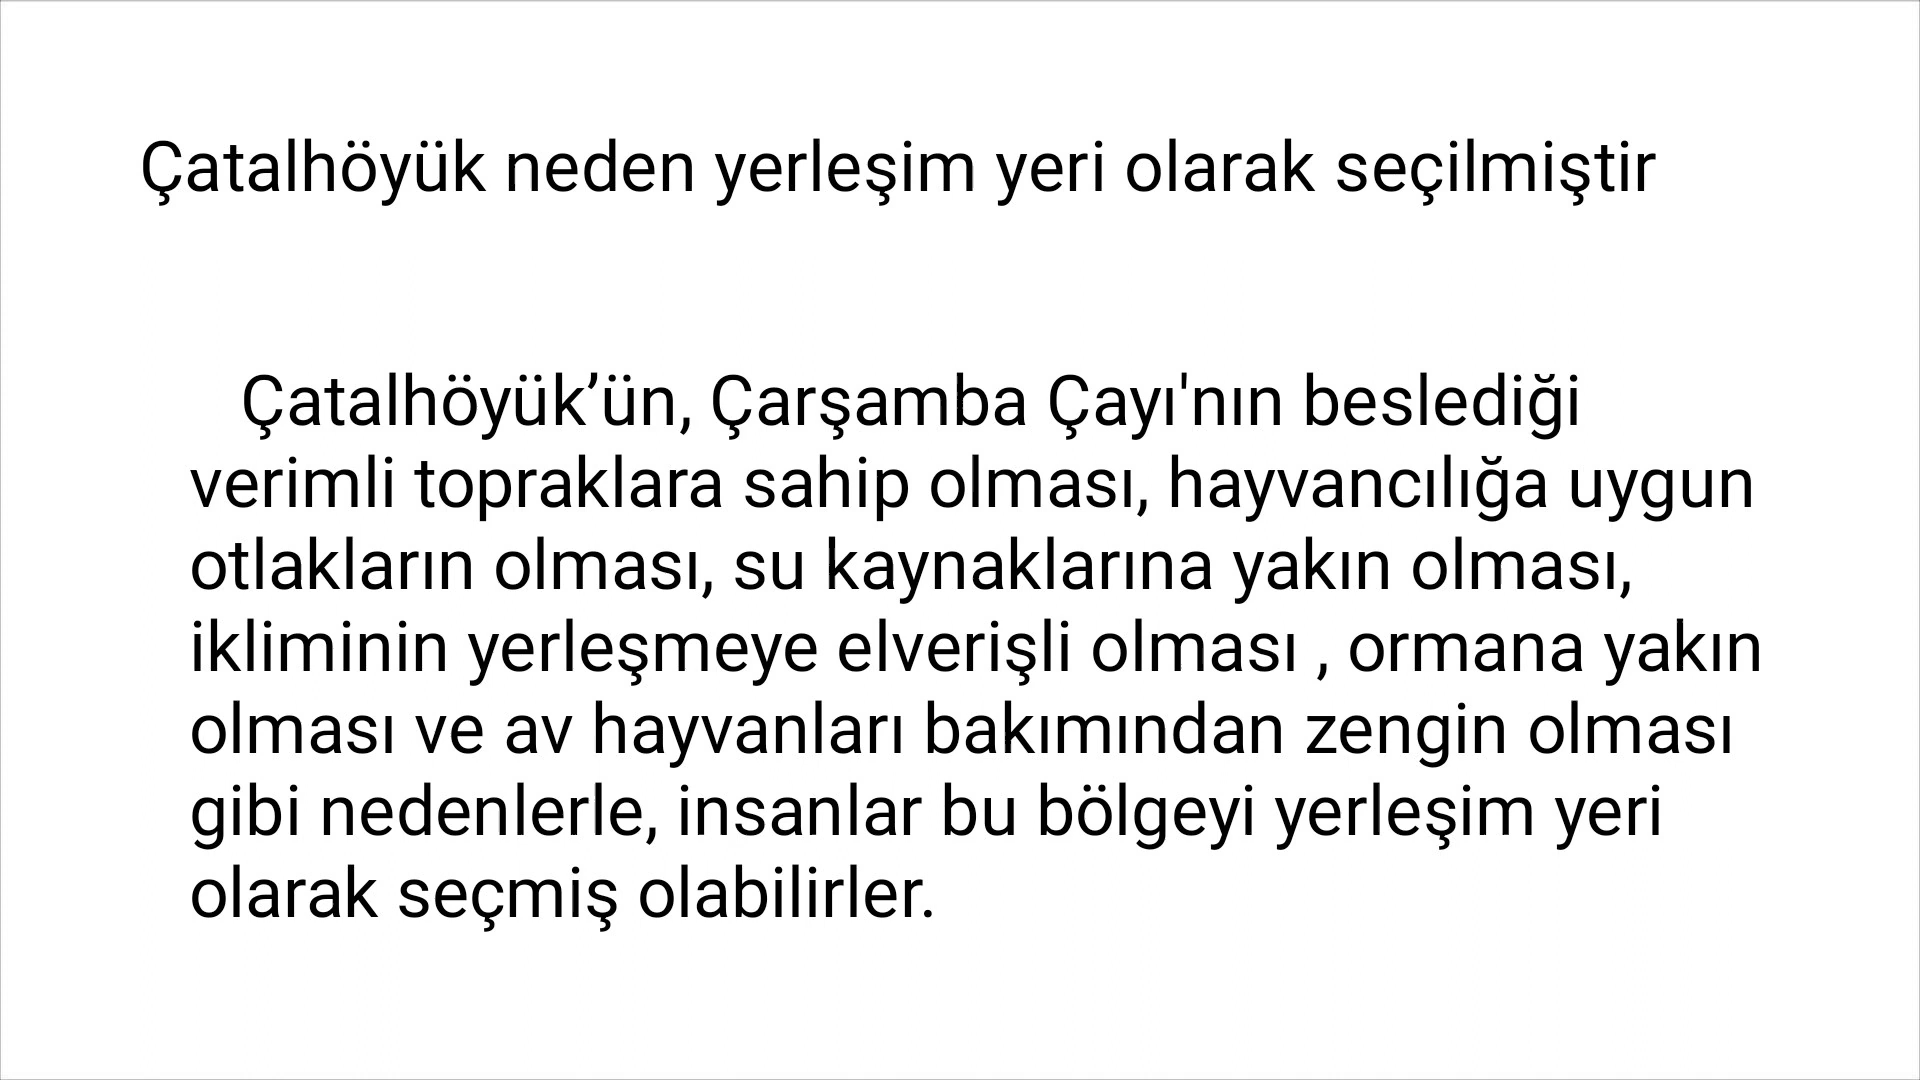 Çatalhöyük neden yerleşim yeri olarak seçilmiştir
Çatalhöyük’ün, Çarşamba Çayı'nın beslediği
verimli topraklara sahip olması, hayvancılığa uygun
otlakların olması, su kaynaklarına yakın olması,
ikliminin yerleşmeye elverişli olması , ormana yakın
olması ve av hayvanları bakımından zengin olması
gibi nedenlerle, insanlar bu bölgeyi yerleşim yeri
olarak seçmiş olabilirler.